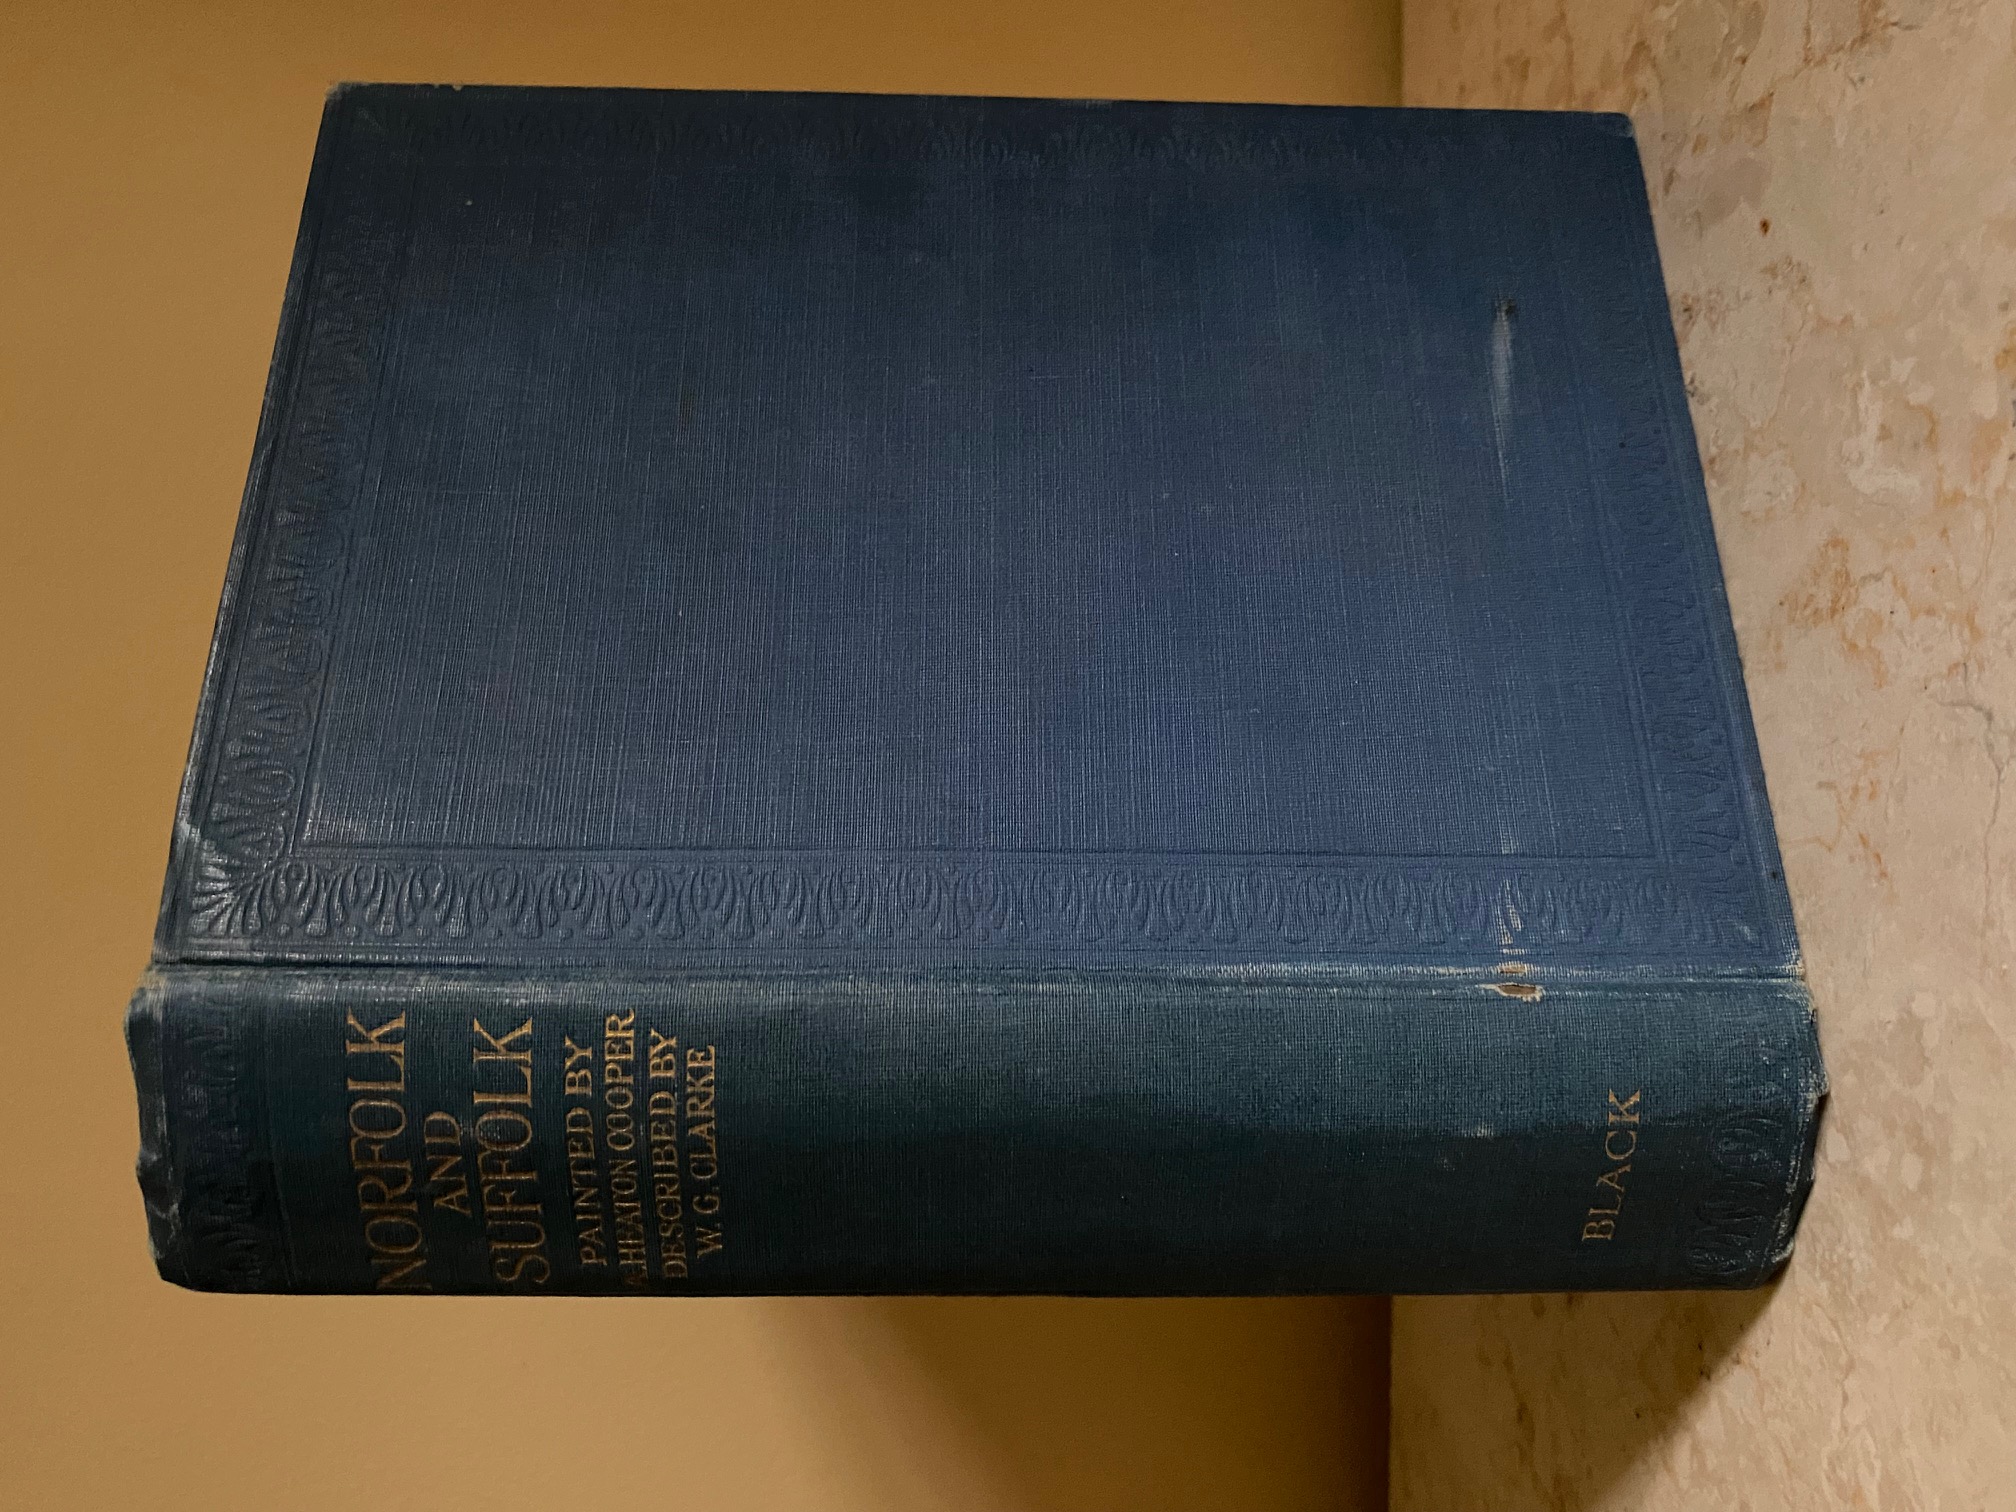 NORFOLK
AND
SUFFOLK
PAINTED BY
A.HEATON COOPER
DESCRIBED BY
W. G. CLARKE
BLACK